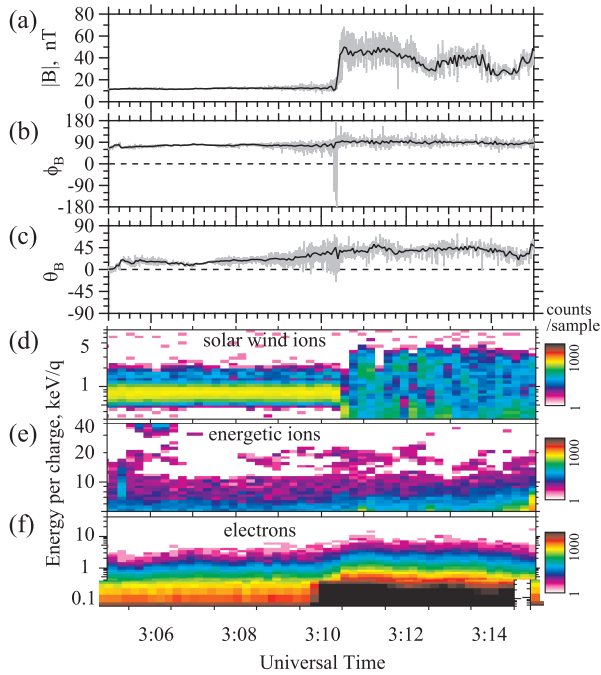 (a)
|B|, nT
80
60
40
20
0
(b)
ϕB
180
90
0
-90
-180
(c)
θB
90
45
0
-45
-90
counts
/sample
(d)
solar wind ions
5
1
1000
1
Energy per charge, keV/q
(e)
energetic ions
40
20
10
1000
1
(f)
electrons
10
1
0.1
1000
1
3:06 3:08 3:10 3:12 3:14
Universal Time